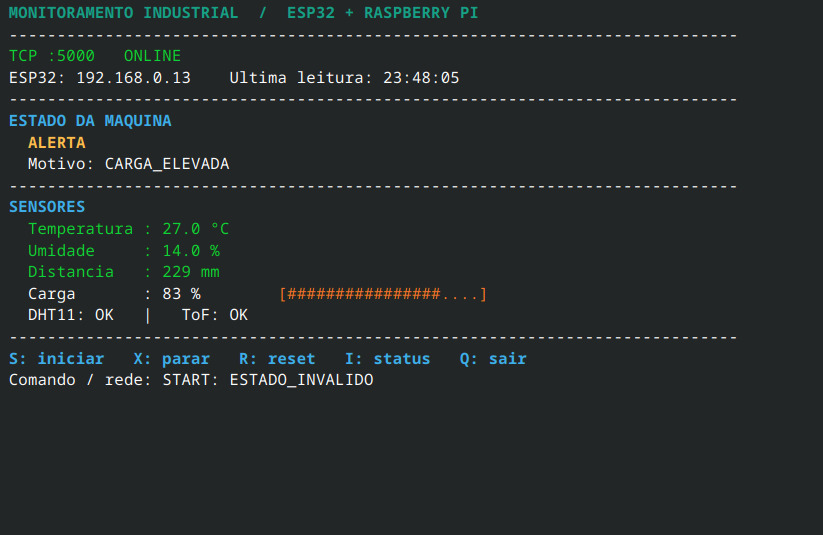 MONITORAMENTO INDUSTRIAL  /  ESP32 + RASPBERRY PI
----------------------------------------------------------------------------
TCP :5000   ONLINE
ESP32: 192.168.0.13    Ultima leitura: 23:48:05
----------------------------------------------------------------------------
ESTADO DA MAQUINA
  ALERTA
  Motivo: CARGA_ELEVADA
----------------------------------------------------------------------------
SENSORES
  Temperatura : 27.0 °C
  Umidade     : 14.0 %
  Distancia   : 229 mm
  Carga       : 83 %        [################....]
  DHT11: OK   |   ToF: OK
----------------------------------------------------------------------------
S: iniciar   X: parar   R: reset   I: status   Q: sair
Comando / rede: START: ESTADO_INVALIDO